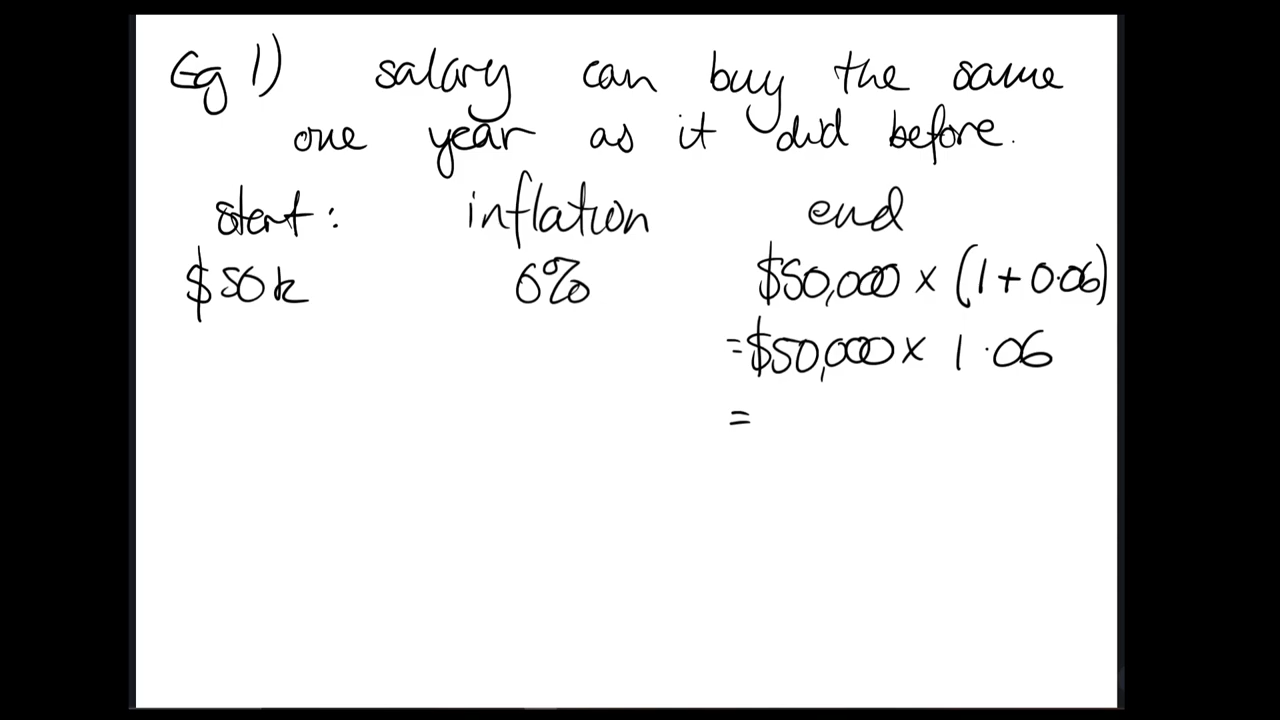 Eg 1) salary can buy the same
one year as it did before.
start: inflation end
$50k 6% $50,000 × (1+0.06)
=$50,000 × 1.06
=